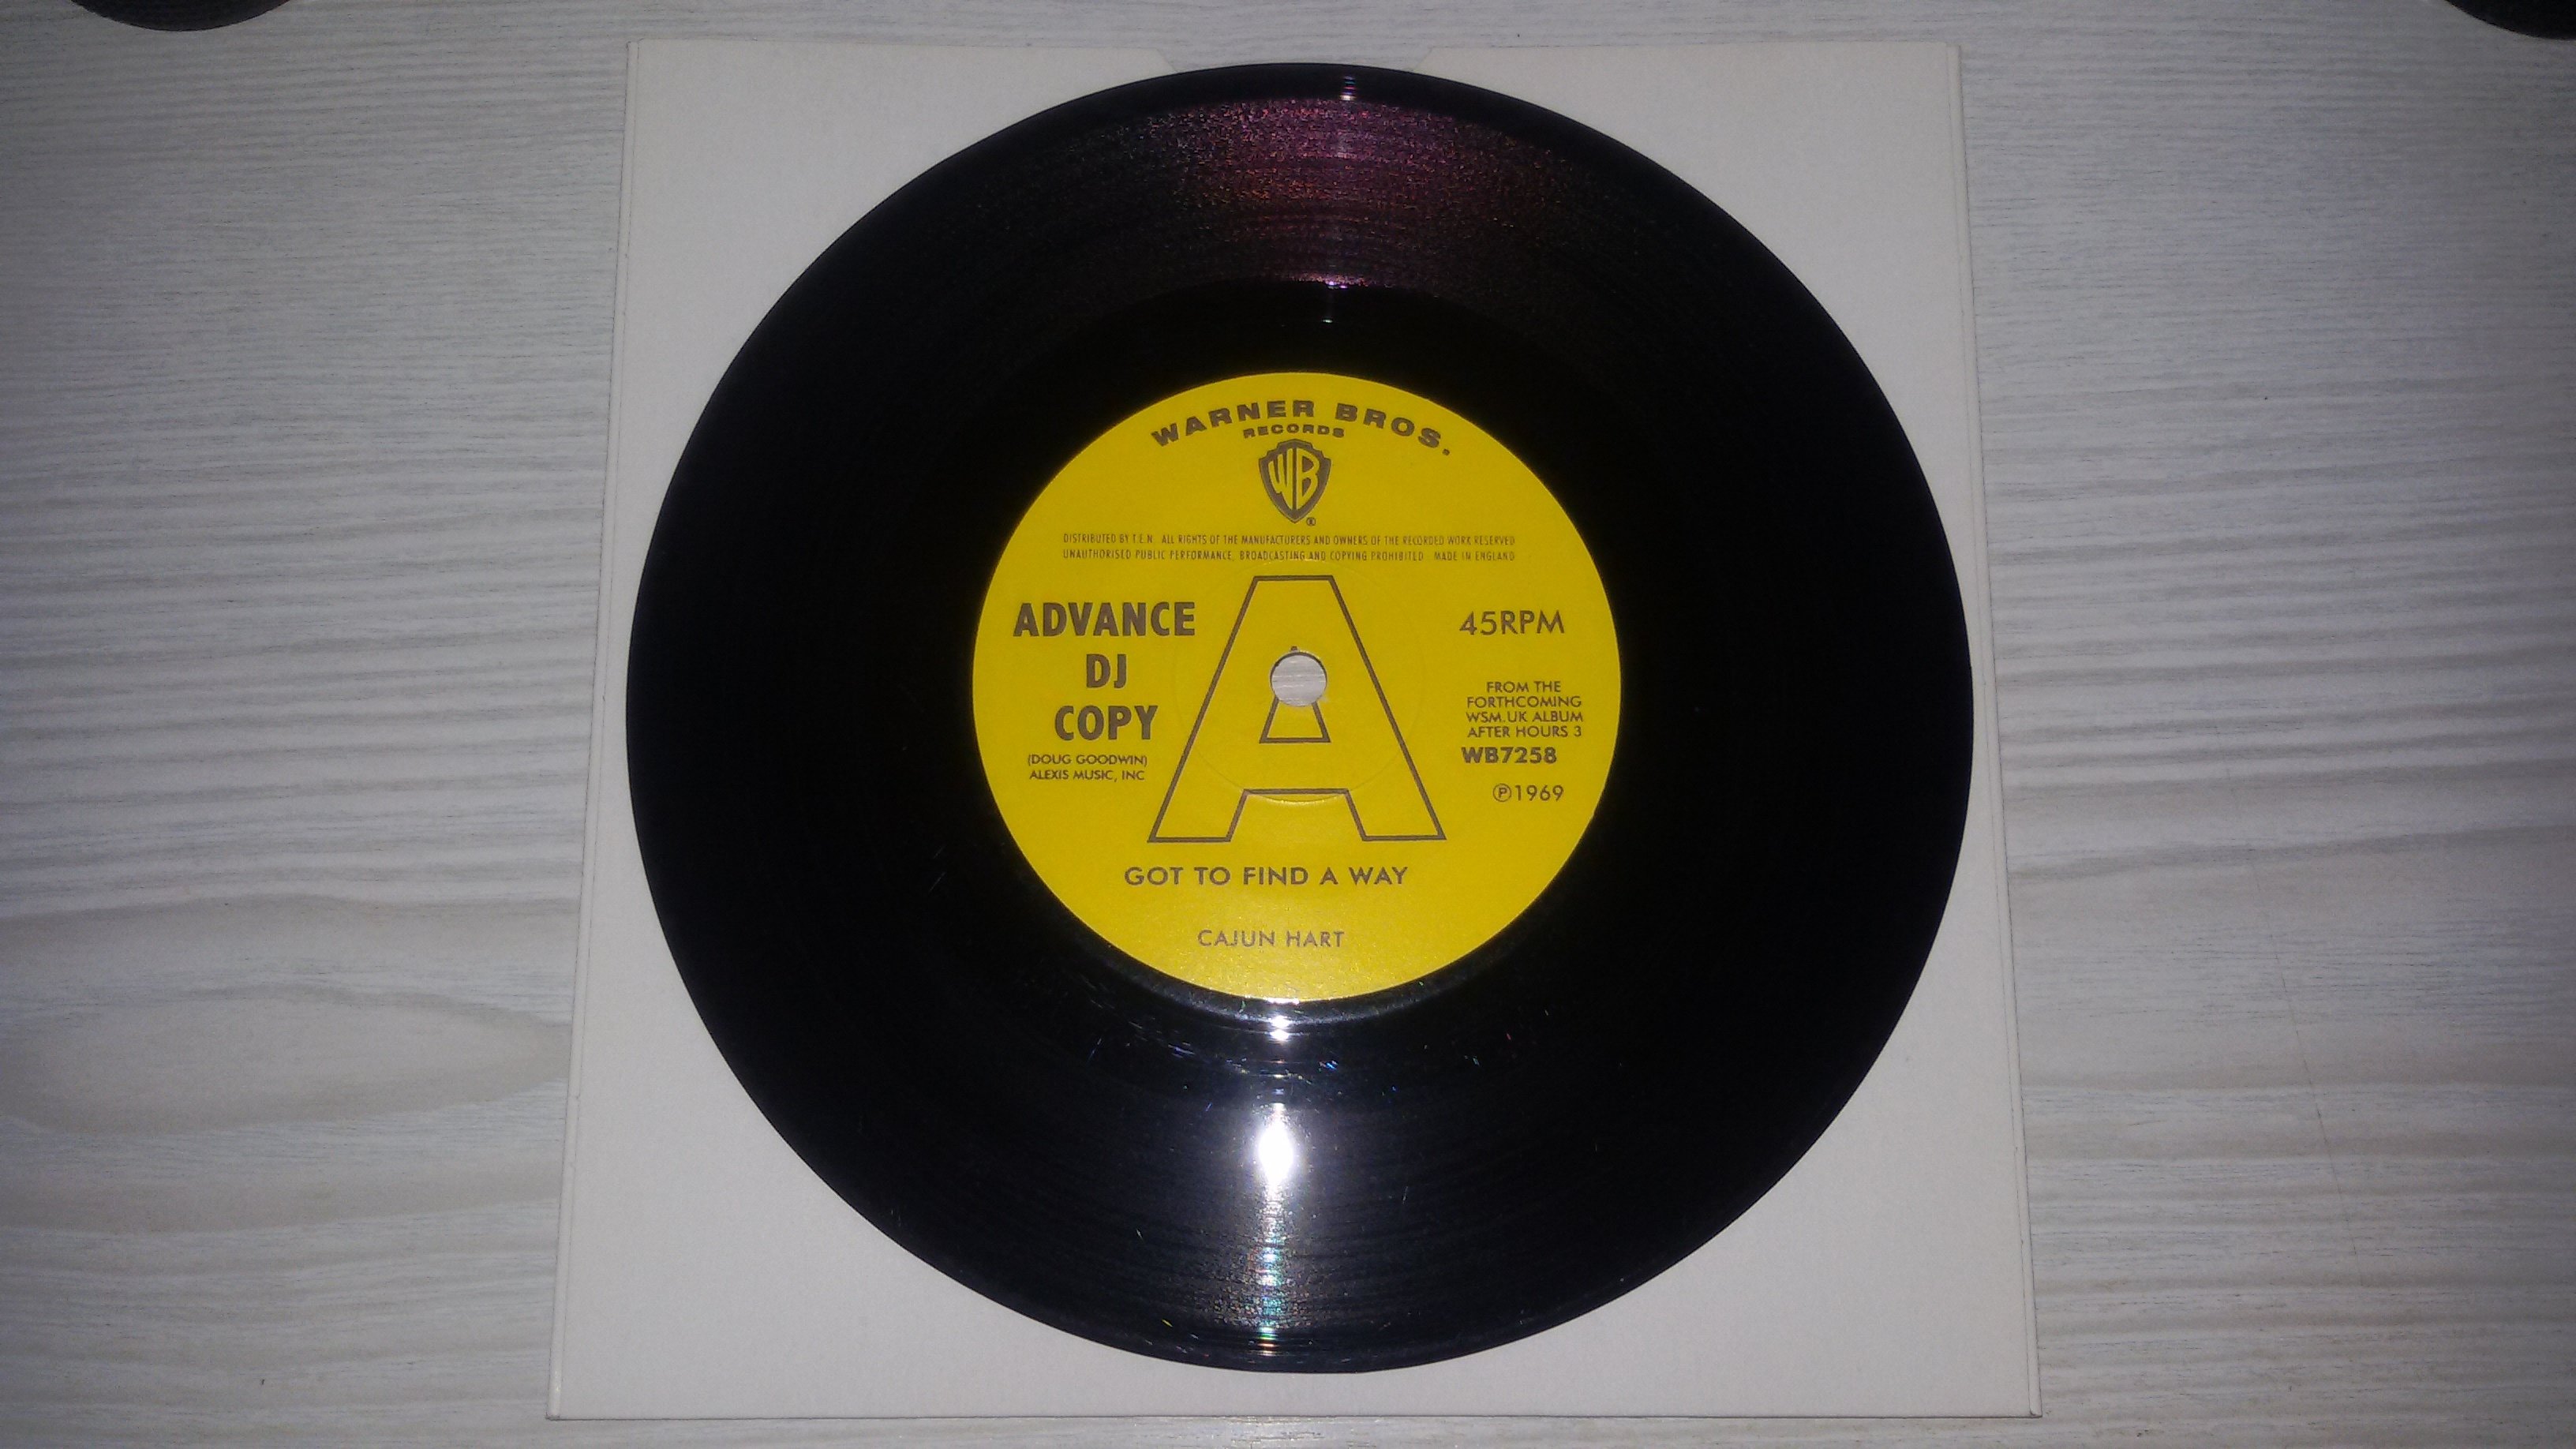 WARNER BROS.
RECORDS
WB
®
DISTRIBUTED BY T.E.N. ALL RIGHTS OF THE MANUFACTURERS AND OWNERS OF THE RECORDED WORK RESERVED
UNAUTHORISED PUBLIC PERFORMANCE, BROADCASTING AND COPYING PROHIBITED MADE IN ENGLAND
ADVANCE
DJ
COPY
(DOUG GOODWIN)
ALEXIS MUSIC, INC
A
45RPM
FROM THE
FORTHCOMING
WSM.UK ALBUM
AFTER HOURS 3
WB7258
℗1969
GOT TO FIND A WAY
CAJUN HART